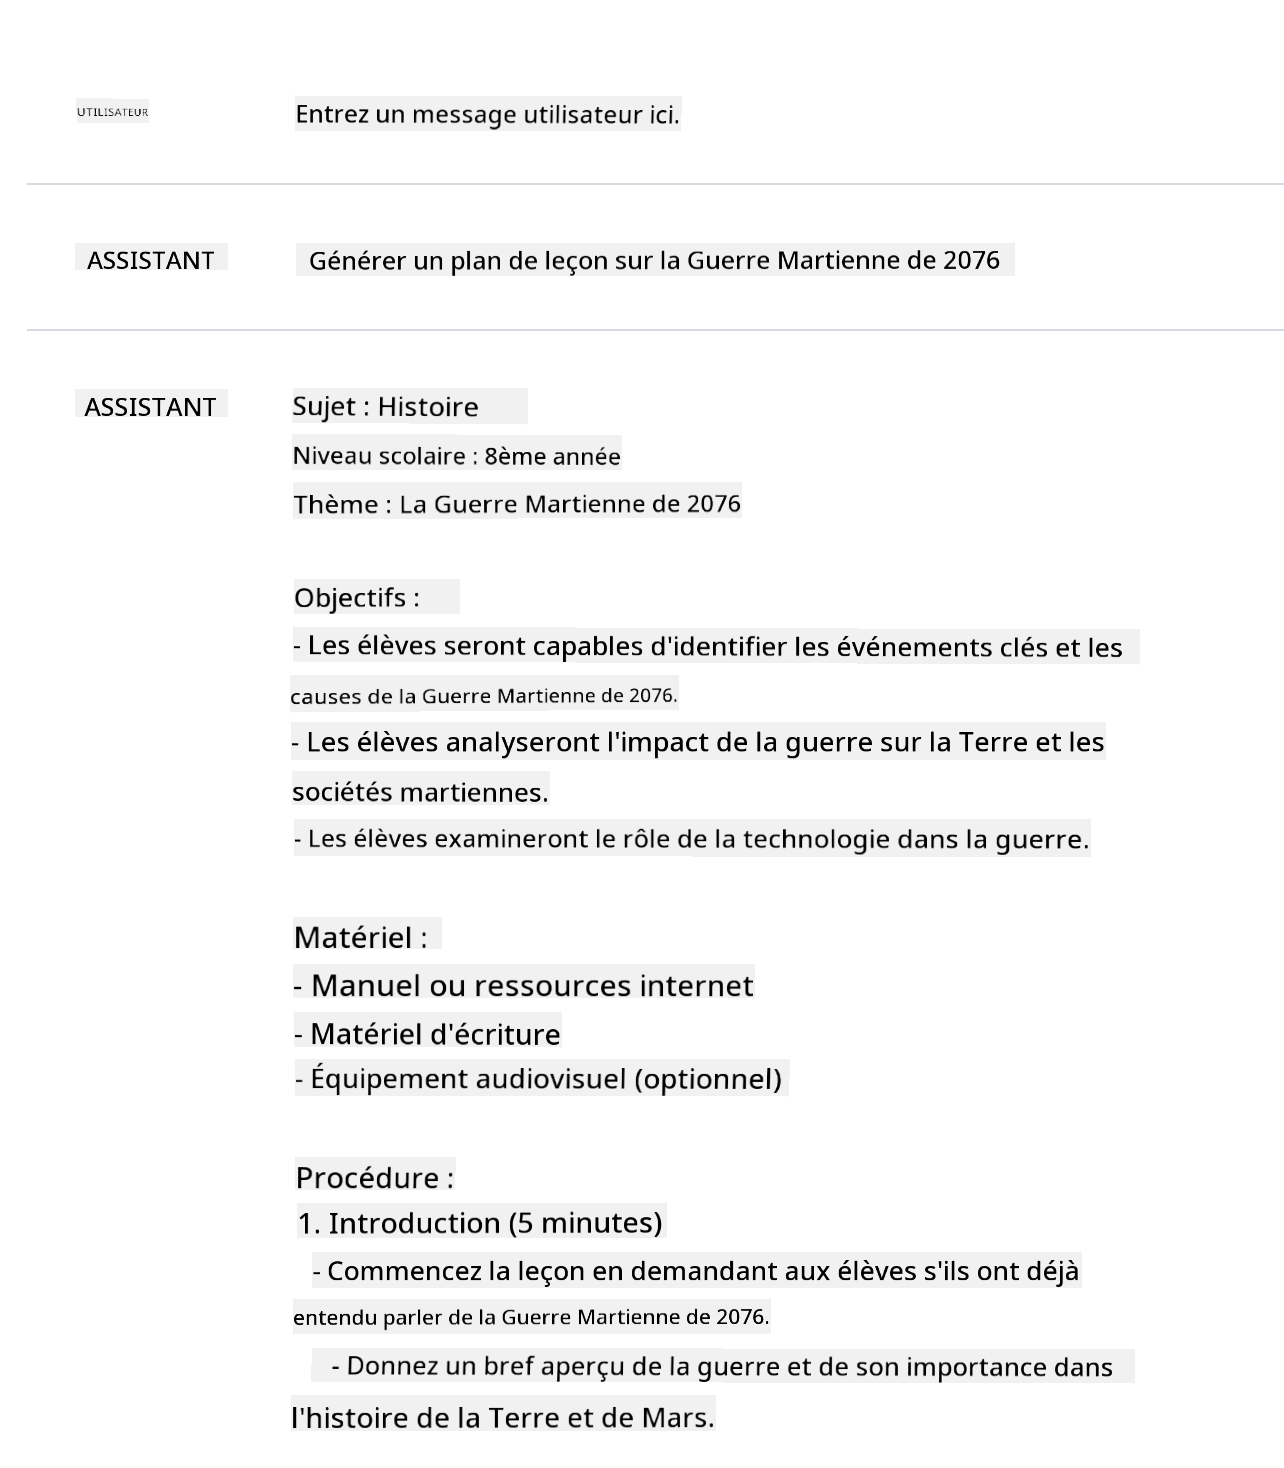 UTILISATEUR Entrez un message utilisateur ici.
ASSISTANT Générer un plan de leçon sur la Guerre Martienne de 2076
ASSISTANT Sujet : Histoire
Niveau scolaire : 8ème année
Thème : La Guerre Martienne de 2076
Objectifs :
- Les élèves seront capables d'identifier les événements clés et les
causes de la Guerre Martienne de 2076.
- Les élèves analyseront l'impact de la guerre sur la Terre et les
sociétés martiennes.
- Les élèves examineront le rôle de la technologie dans la guerre.
Matériel :
- Manuel ou ressources internet
- Matériel d'écriture
- Équipement audiovisuel (optionnel)
Procédure :
1. Introduction (5 minutes)
- Commencez la leçon en demandant aux élèves s'ils ont déjà
entendu parler de la Guerre Martienne de 2076.
- Donnez un bref aperçu de la guerre et de son importance dans
l'histoire de la Terre et de Mars.